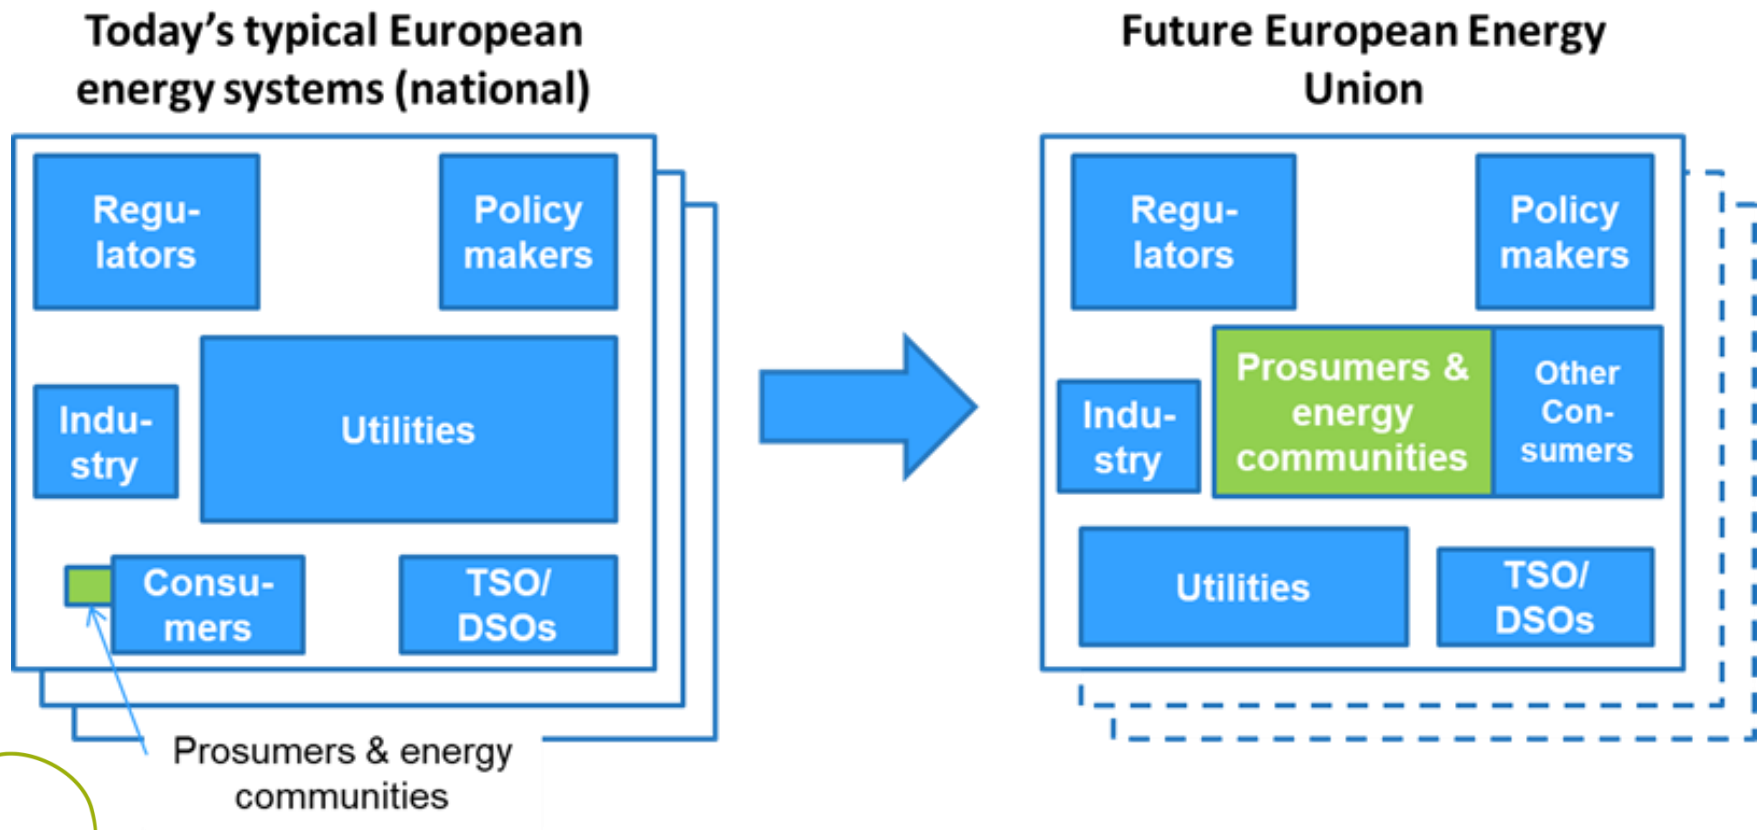 Today's typical European
energy systems (national)
Regu-
lators
Policy
makers
Indu-
stry
Utilities
Consu-
mers
TSO/
DSOs
Prosumers & energy
communities
Future European Energy
Union
Regu-
lators
Policy
makers
Indu-
stry
Prosumers &
energy
communities
Other
Con-
sumers
Utilities
TSO/
DSOs